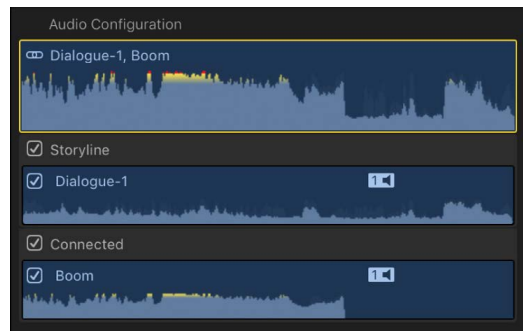 Audio Configuration
Dialogue-1, Boom
Storyline
Dialogue-1 1
Connected
Boom 1